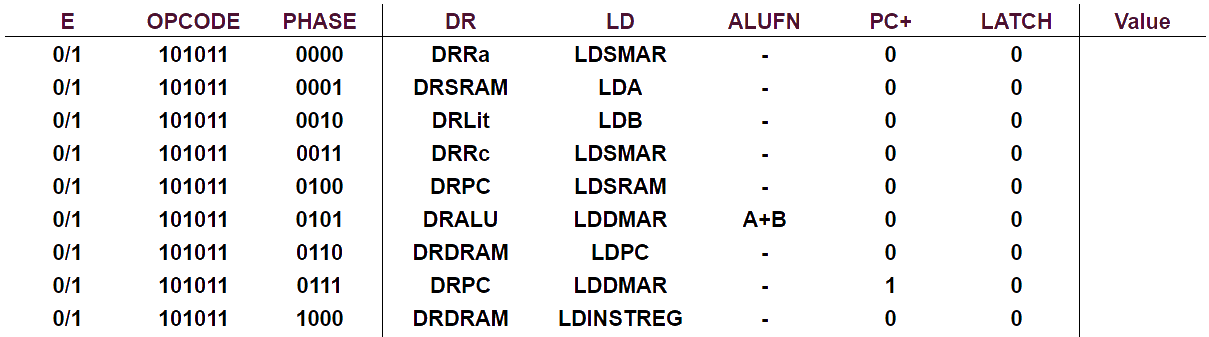 E OPCODE PHASE DR LD ALUFN PC+ LATCH Value
0/1 101011 0000 DRRa LDSMAR - 0 0
0/1 101011 0001 DRSRAM LDA - 0 0
0/1 101011 0010 DRLit LDB - 0 0
0/1 101011 0011 DRRc LDSMAR - 0 0
0/1 101011 0100 DRPC LDSRAM - 0 0
0/1 101011 0101 DRALU LDDMAR A+B 0 0
0/1 101011 0110 DRDRAM LDPC - 0 0
0/1 101011 0111 DRPC LDDMAR - 1 0
0/1 101011 1000 DRDRAM LDINSTREG - 0 0